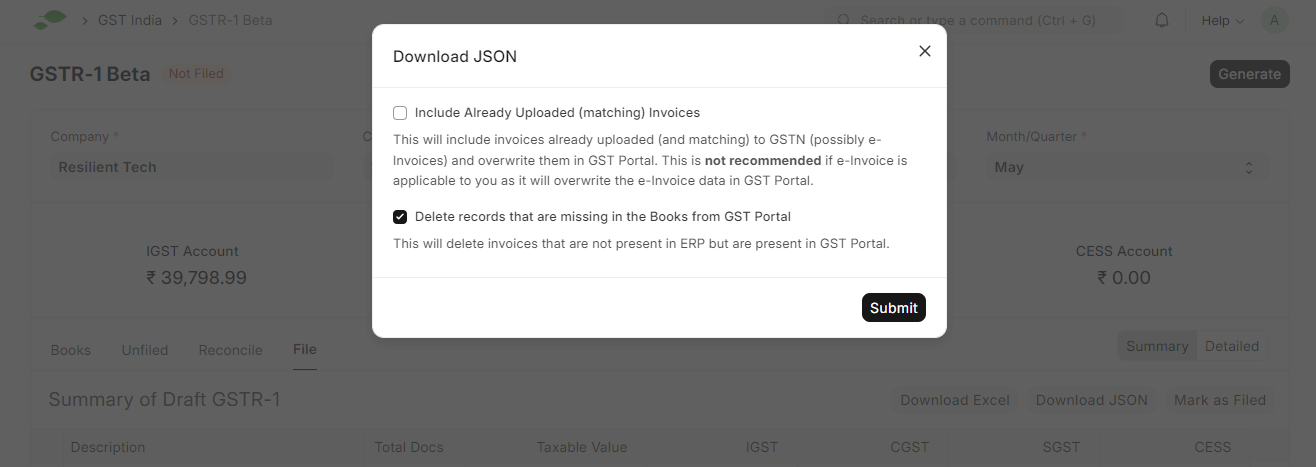 GST India
GSTR-1 Beta
Search or type a command (Ctrl + G)
Help
A
GSTR-1 Beta
Not Filed
Generate
Download JSON
Include Already Uploaded (matching) Invoices
This will include invoices already uploaded (and matching) to GSTN (possibly e-
Invoices) and overwrite them in GST Portal. This is not recommended if e-Invoice is
applicable to you as it will overwrite the e-Invoice data in GST Portal.
Delete records that are missing in the Books from GST Portal
This will delete invoices that are not present in ERP but are present in GST Portal.
Submit
Company *
Resilient Tech
Month/Quarter *
May
IGST Account
₹ 39,798.99
CESS Account
₹ 0.00
Books
Unfiled
Reconcile
File
Summary
Detailed
Summary of Draft GSTR-1
Download Excel
Download JSON
Mark as Filed
Description
Total Docs
Taxable Value
IGST
CGST
SGST
CESS